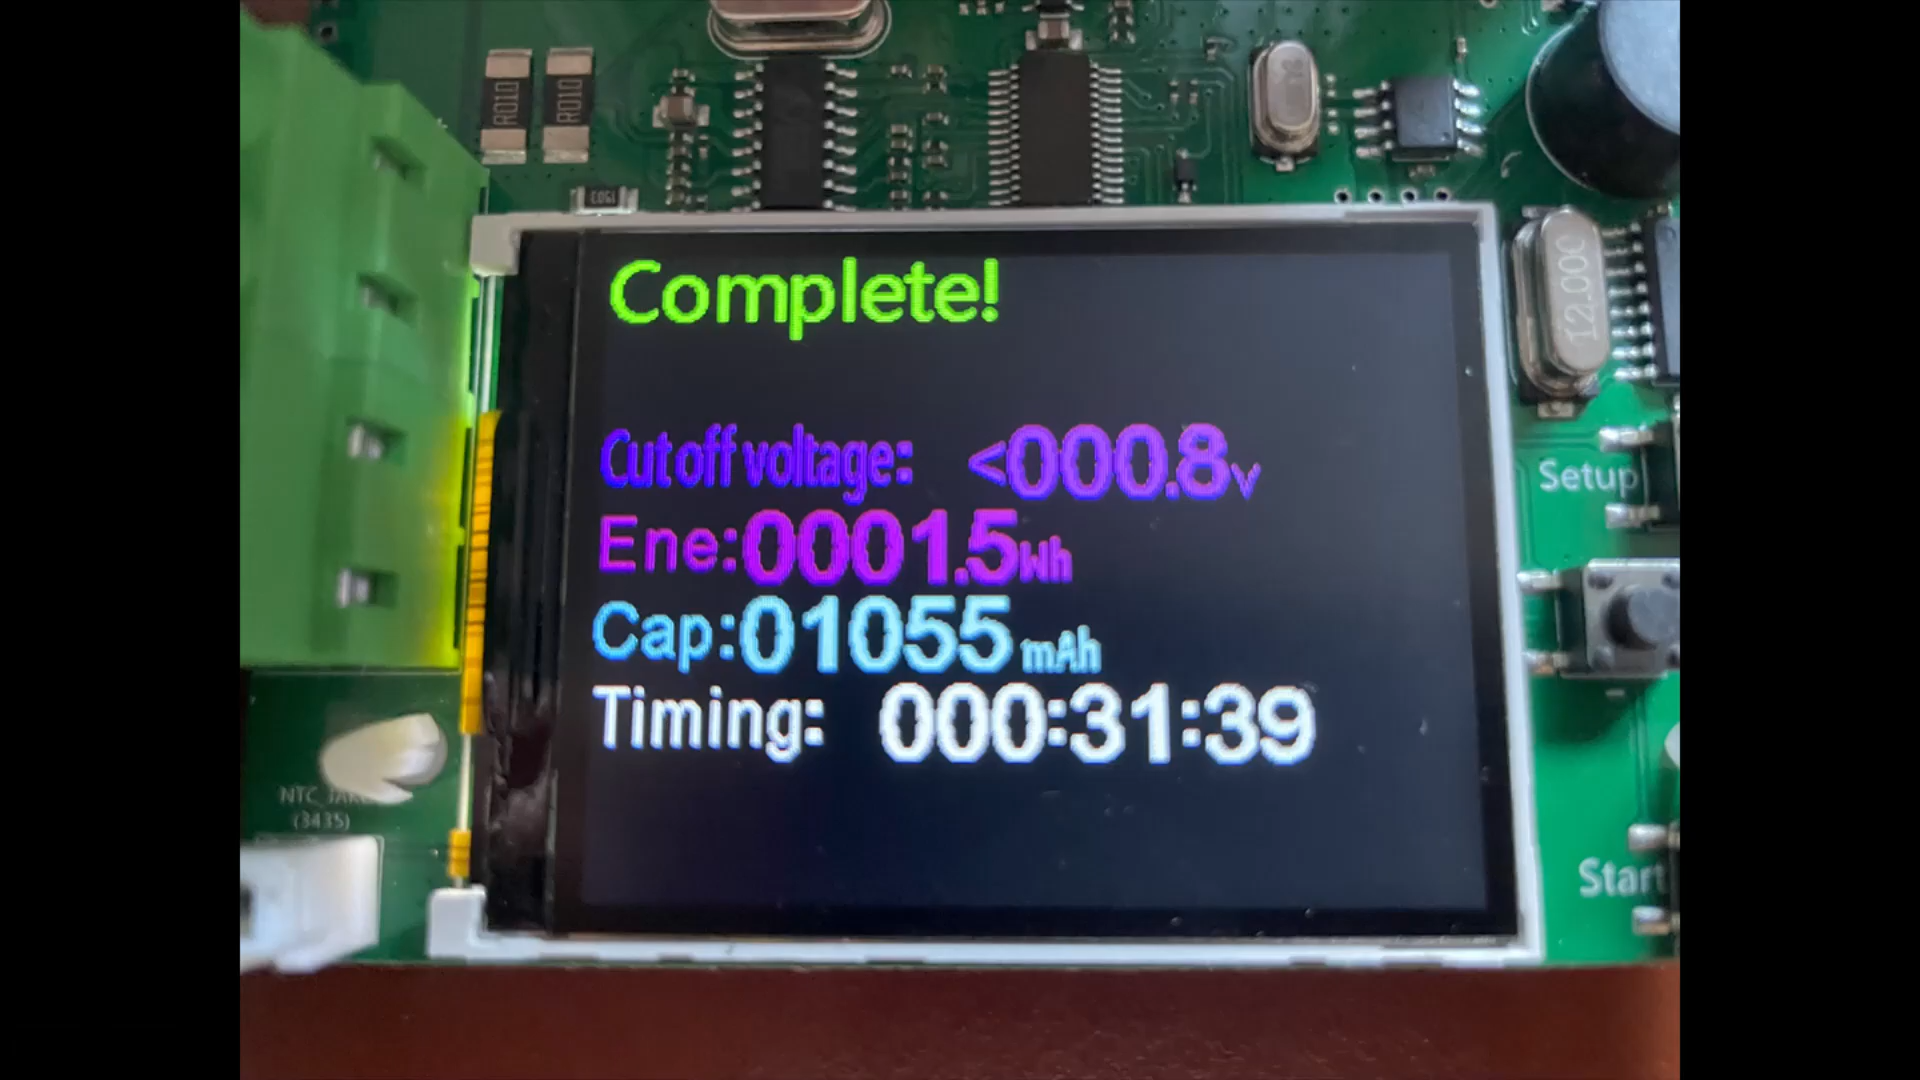 R010 R010
1503
Complete!
12.000
Cutoff voltage: <000.8v
Setup
Ene:0001.5Wh
Cap:01055mAh
Timing: 000:31:39
(3435)
Start